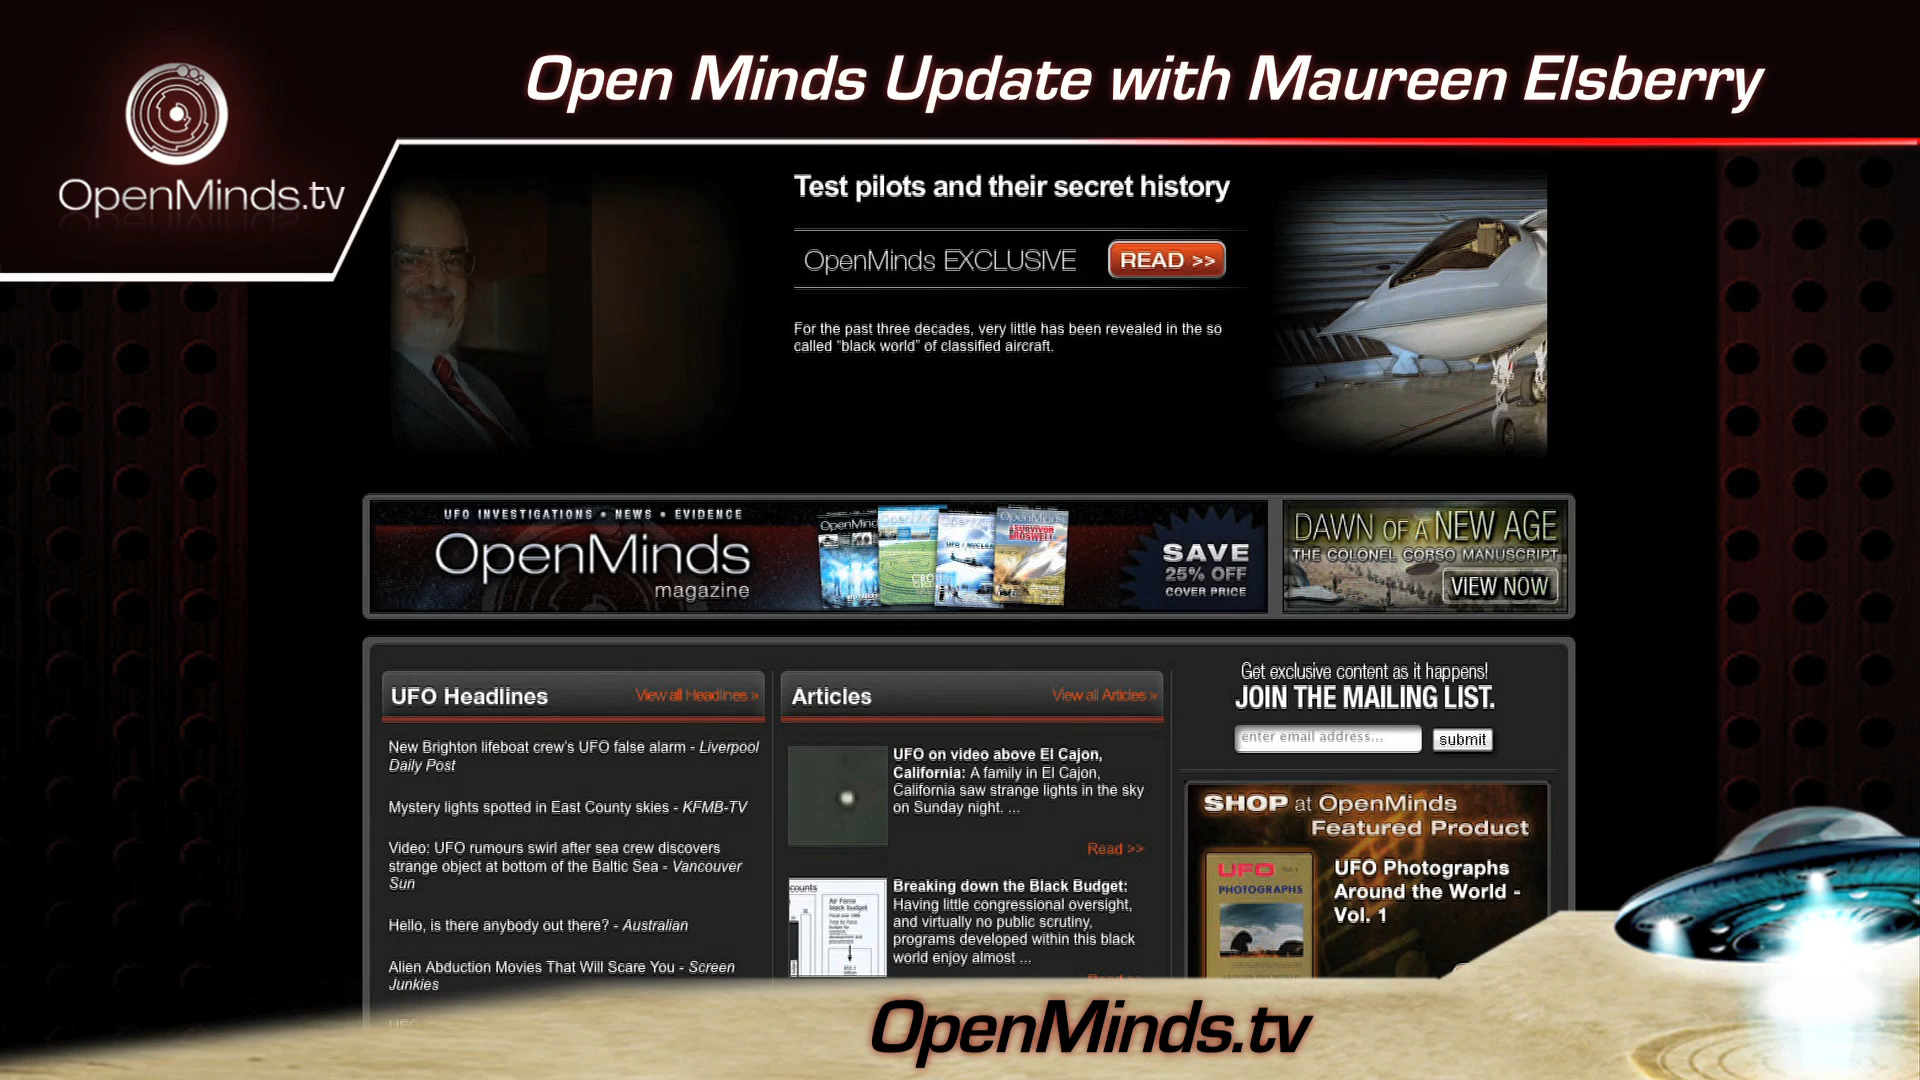 OpenMinds.tv
Open Minds Update with Maureen Elsberry
Test pilots and their secret history
OpenMinds EXCLUSIVE
READ >>
For the past three decades, very little has been revealed in the so
called "black world" of classified aircraft.
UFO INVESTIGATIONS • NEWS • EVIDENCE
OpenMinds
magazine
SAVE
25% OFF
COVER PRICE
DAWN OF A NEW AGE
THE COLONEL CORSO MANUSCRIPT
VIEW NOW
UFO Headlines
View all Headlines »
New Brighton lifeboat crew's UFO false alarm - Liverpool
Daily Post
Mystery lights spotted in East County skies - KFMB-TV
Video: UFO rumours swirl after sea crew discovers
strange object at bottom of the Baltic Sea - Vancouver
Sun
Hello, is there anybody out there? - Australian
Alien Abduction Movies That Will Scare You - Screen
Junkies
Articles
View all Articles »
UFO on video above El Cajon,
California: A family in El Cajon,
California saw strange lights in the sky
on Sunday night. ...
Read >>
counts
Air Force
black budget
Breaking down the Black Budget:
Having little congressional oversight,
and virtually no public scrutiny,
programs developed within this black
world enjoy almost ...
Get exclusive content as it happens!
JOIN THE MAILING LIST.
enter email address...
submit
SHOP at OpenMinds
Featured Product
UFO
PHOTOGRAPHS
UFO Photographs
Around the World -
Vol. 1
OpenMinds.tv